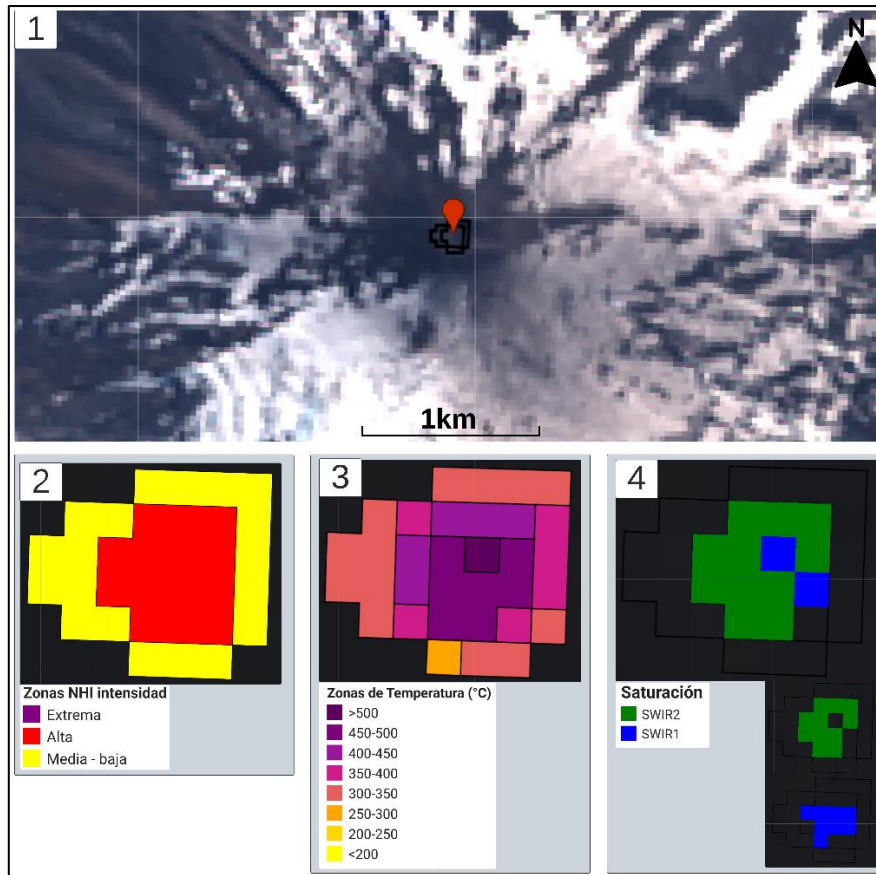 1
N
1km
2
Zonas NHI intensidad
Extrema
Alta
Media - baja
3
Zonas de Temperatura (°C)
>500
450-500
400-450
350-400
300-350
250-300
200-250
<200
4
Saturación
SWIR2
SWIR1